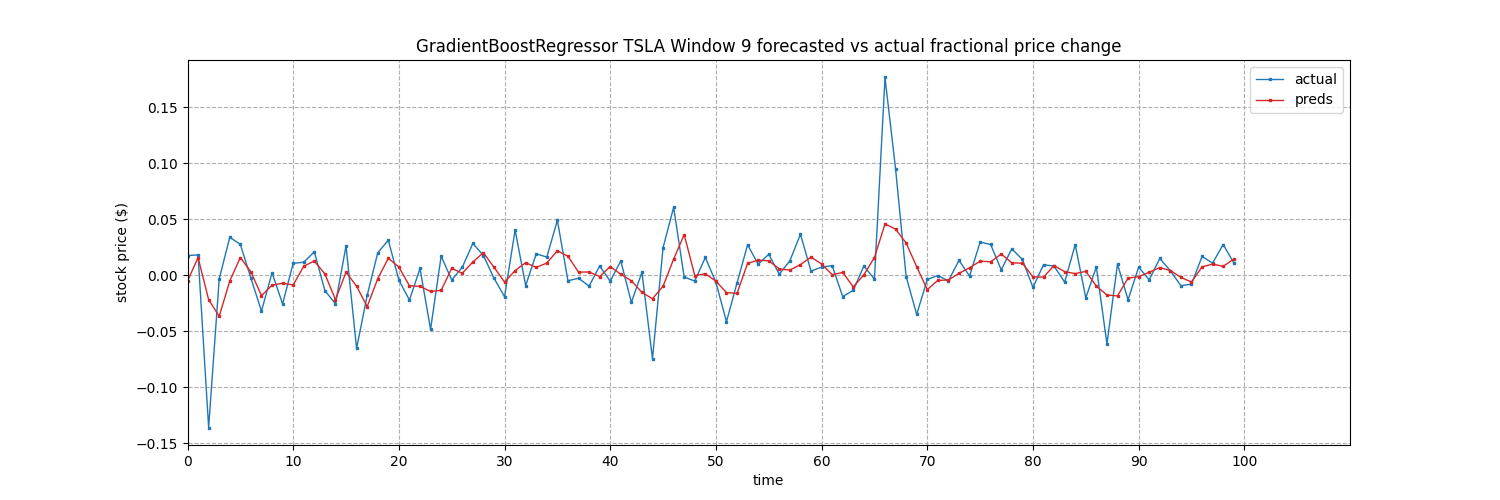 GradientBoostRegressor TSLA Window 9 forecasted vs actual fractional price change
actual
preds
stock price ($)
0.15
0.10
0.05
0.00
−0.05
−0.10
−0.15
0 10 20 30 40 50 60 70 80 90 100
time